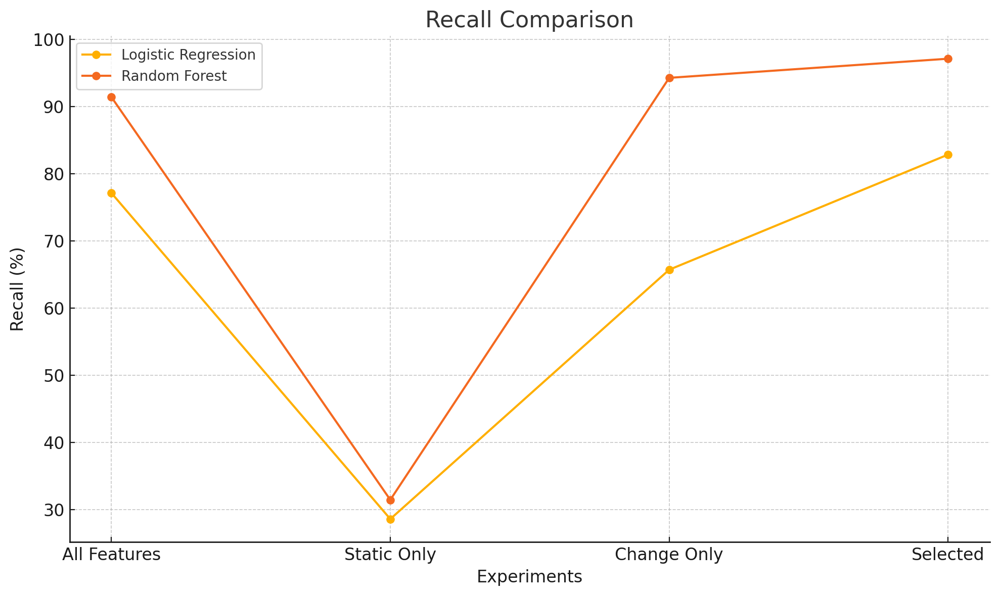 Recall Comparison
Logistic Regression
Random Forest
100
90
80
70
60
50
40
30
Recall (%)
All Features
Static Only
Change Only
Selected
Experiments